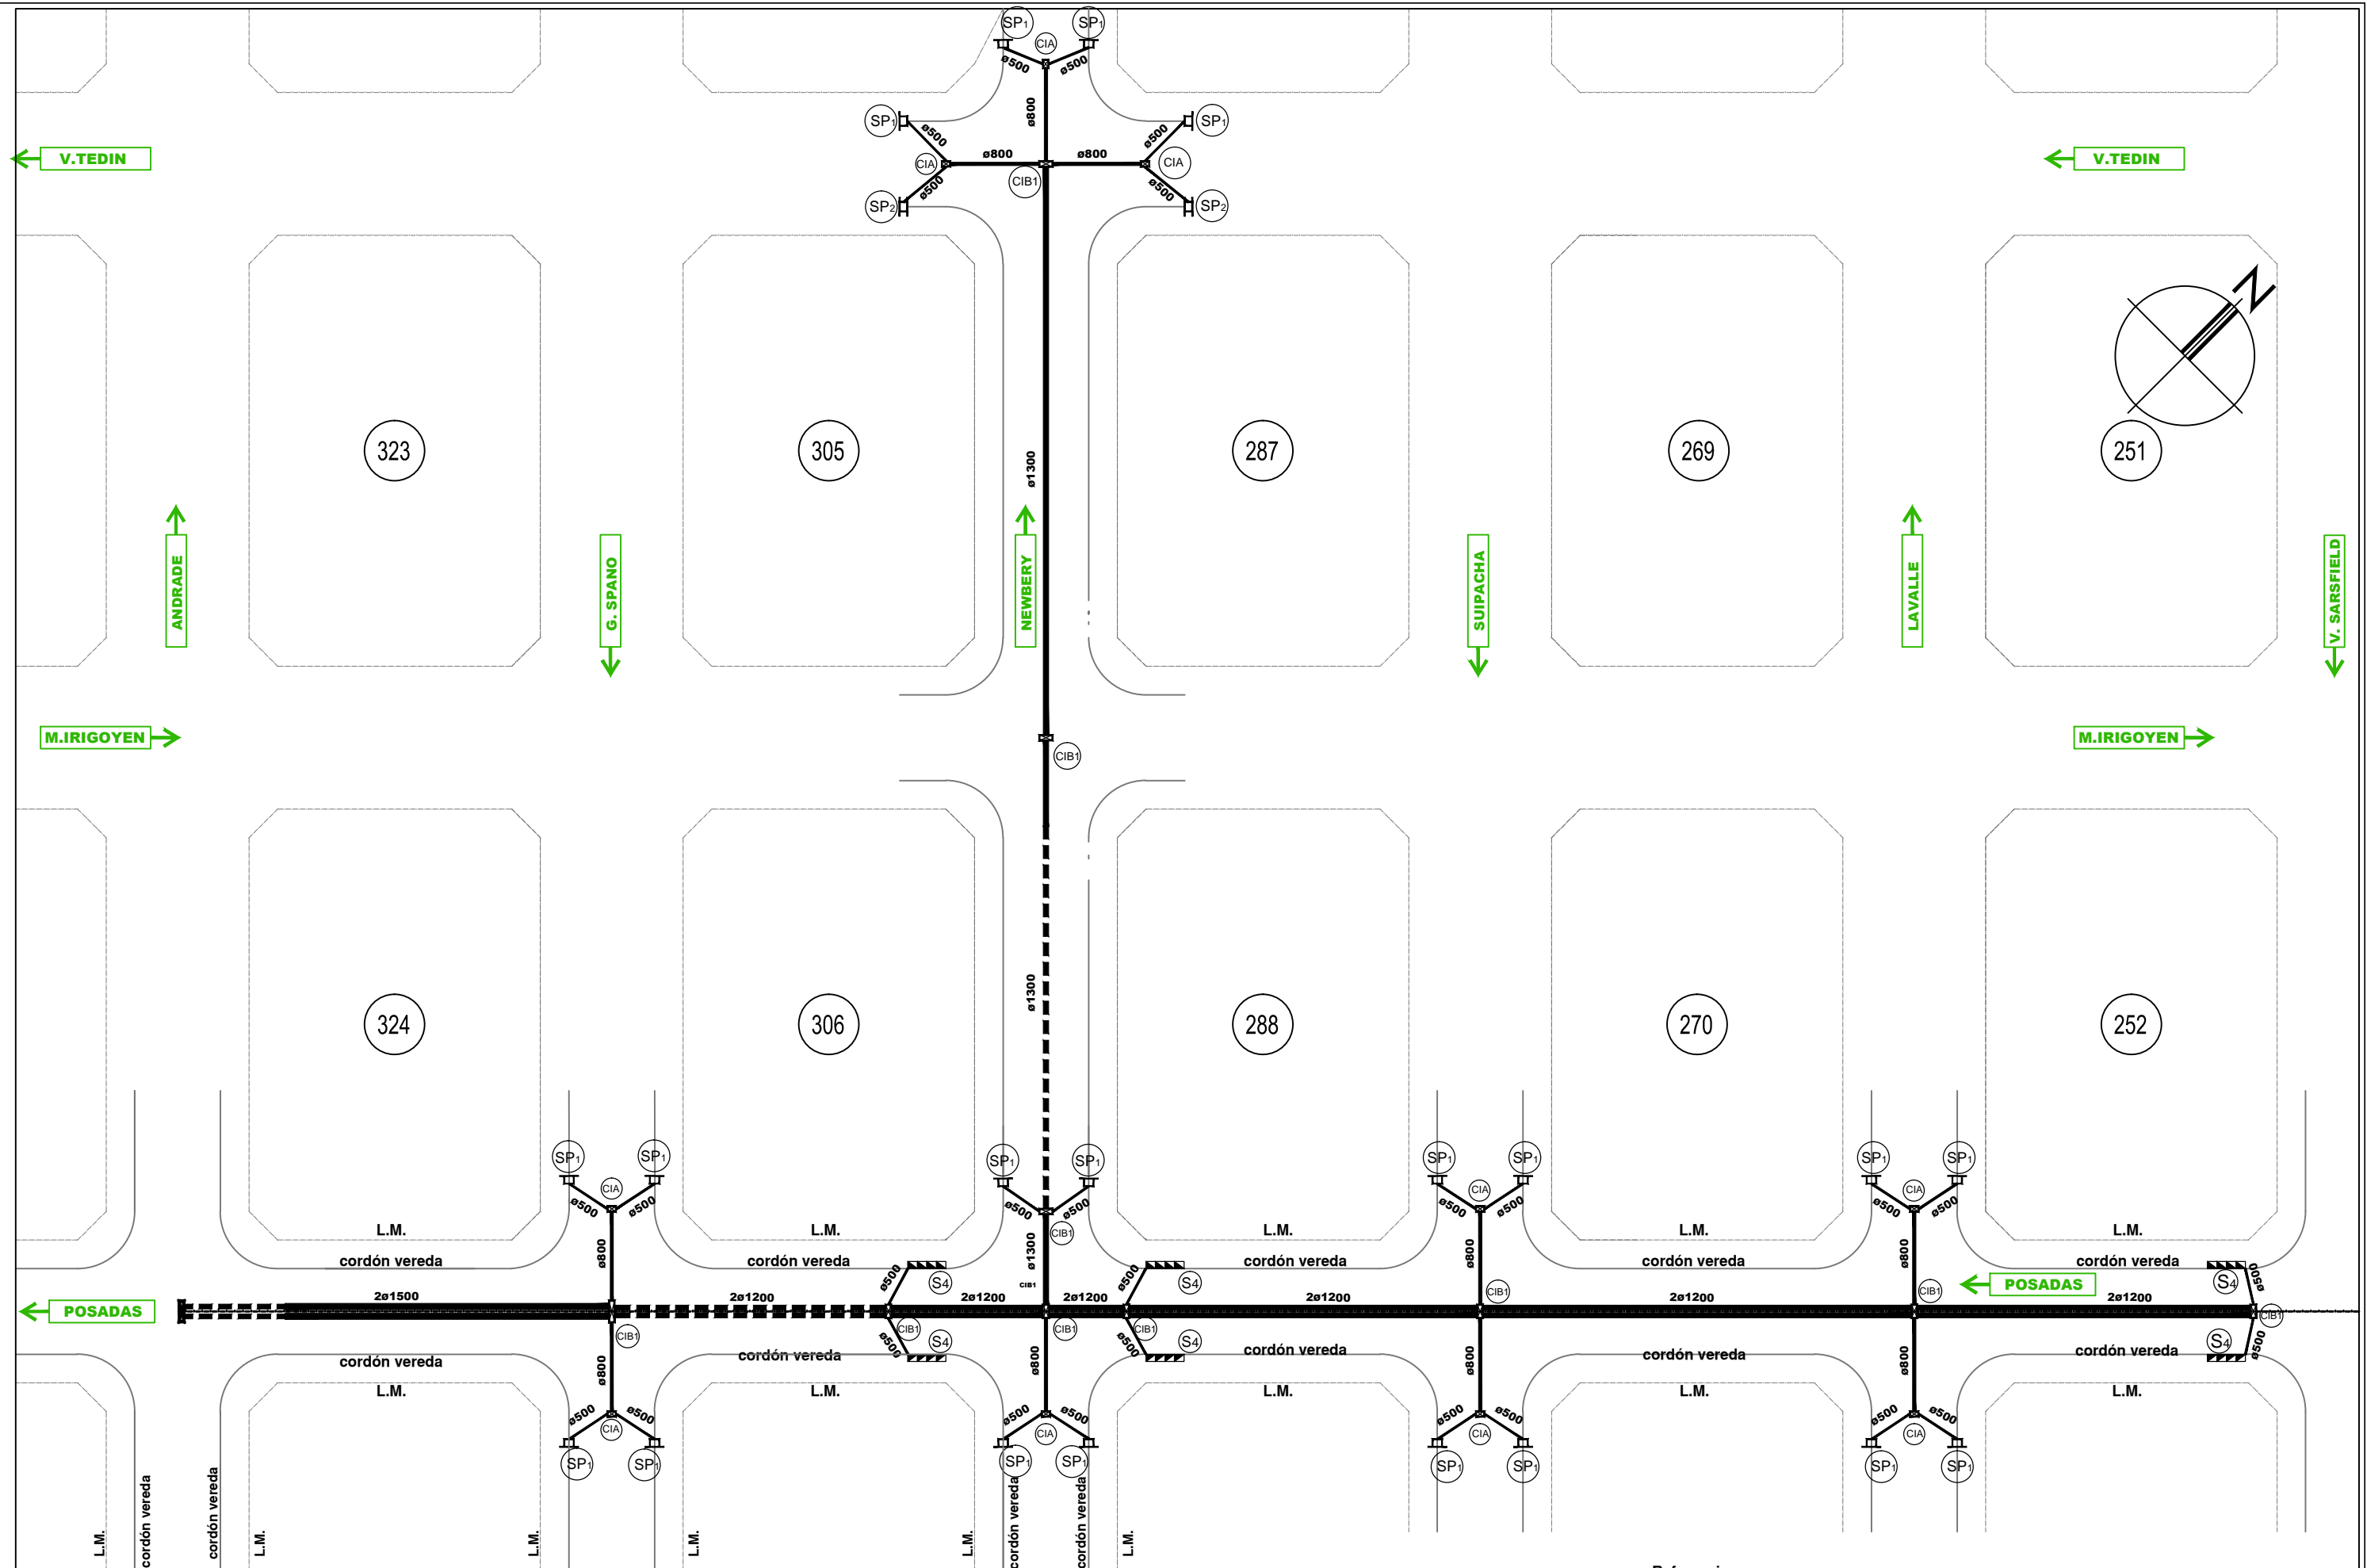 SP1
SP1
CIA
ø500
ø500
ø800
SP1
SP1
ø500
ø500
V.TEDIN
ø800
ø800
V.TEDIN
CIA
CIA
CIB1
ø500
ø500
SP2
SP2
N
323
305
ø1300
287
269
251
ANDRADE
G. SPANO
NEWBERY
SUIPACHA
LAVALLE
V. SARSFIELD
M.IRIGOYEN
M.IRIGOYEN
CIB1
ø1300
324
306
288
270
252
SP1
SP1
SP1
SP1
SP1
SP1
SP1
SP1
CIA
CIA
CIA
ø500
ø500
ø500
ø500
ø500
ø500
ø500
ø500
L.M.
L.M.
CIB1
L.M.
L.M.
L.M.
cordón vereda
ø800
cordón vereda
ø1300
cordón vereda
ø800
cordón vereda
ø800
cordón vereda
ø500
S4
ø500
S4
S4
ø500
POSADAS
2ø1500
2ø1200
2ø1200
CIB1
2ø1200
2ø1200
CIB1
2ø1200
CIB1
2ø1200
POSADAS
CIB1
CIB1
CIB1
CIB1
CIB1
ø500
S4
ø500
S4
S4
ø500
cordón vereda
ø800
cordón vereda
ø800
cordón vereda
ø800
cordón vereda
ø800
cordón vereda
L.M.
L.M.
L.M.
L.M.
L.M.
ø500
ø500
ø500
ø500
ø500
ø500
ø500
ø500
CIA
CIA
CIA
CIA
SP1
SP1
SP1
SP1
SP1
SP1
SP1
SP1
L.M.
cordón vereda
cordón vereda
L.M.
L.M.
L.M.
L.M.
cordón vereda
cordón vereda
L.M.